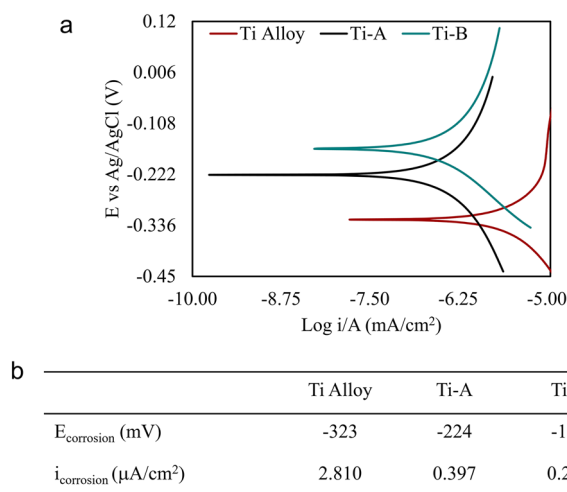 a
Ti Alloy Ti-A Ti-B
0.12
0.006
-0.108
-0.222
-0.336
-0.45
E vs Ag/AgCl (V)
-10.00 -8.75 -7.50 -6.25 -5.00
Log i/A (mA/cm²)
b
Ti Alloy Ti-A
E corrosion (mV) -323 -224
i corrosion (μA/cm²) 2.810 0.397